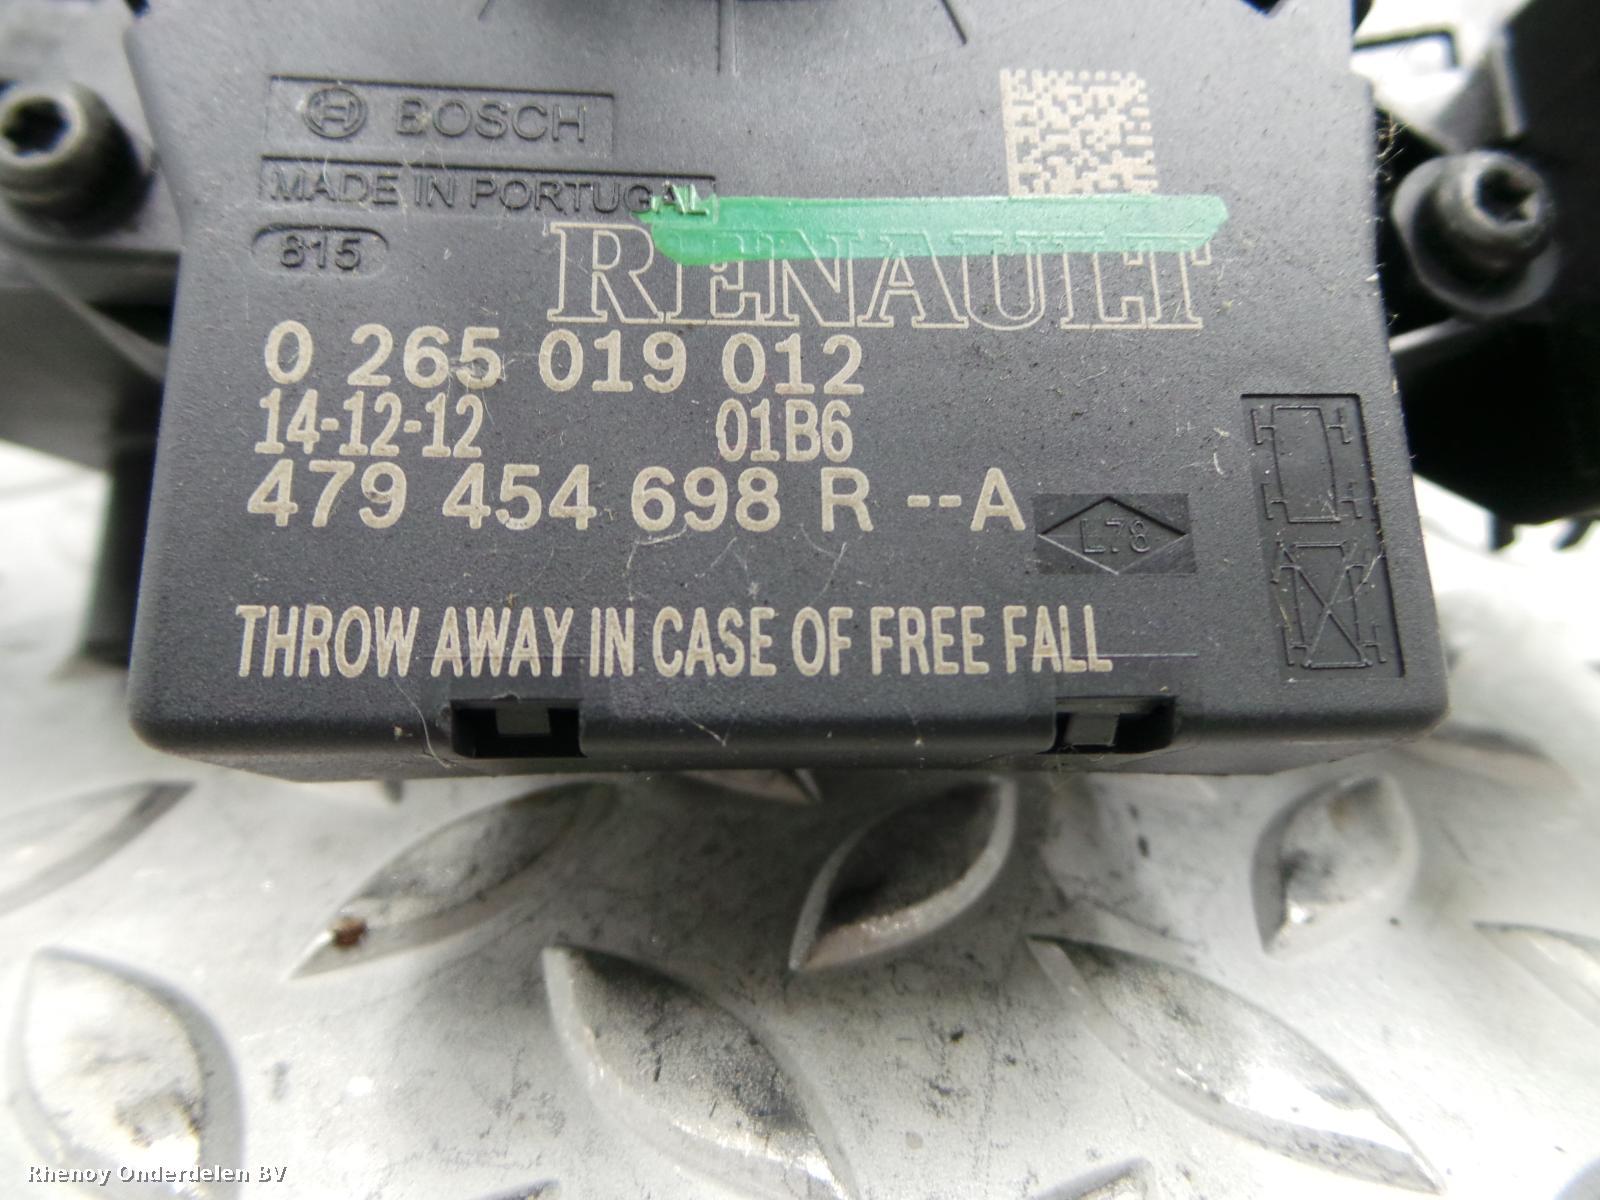 BOSCH
MADE IN PORTUGAL
815
RENAULT
0 265 019 012
14-12-12 01B6
479 454 698 R --A
L78
THROW AWAY IN CASE OF FREE FALL
Rhenoy Onderdelen BV